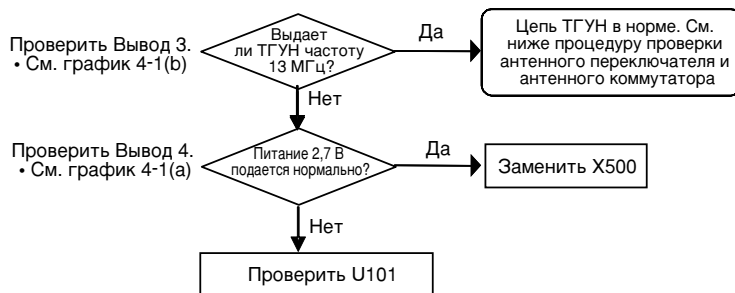 Проверить Вывод 3.
• См. график 4-1(b)
Выдает
ли ТГУН частоту
13 МГц?
Да
Цепь ТГУН в норме. См.
ниже процедуру проверки
антенного переключателя и
антенного коммутатора
Нет
Проверить Вывод 4.
• См. график 4-1(a)
Питание 2,7 В
подается нормально?
Да
Заменить X500
Нет
Проверить U101